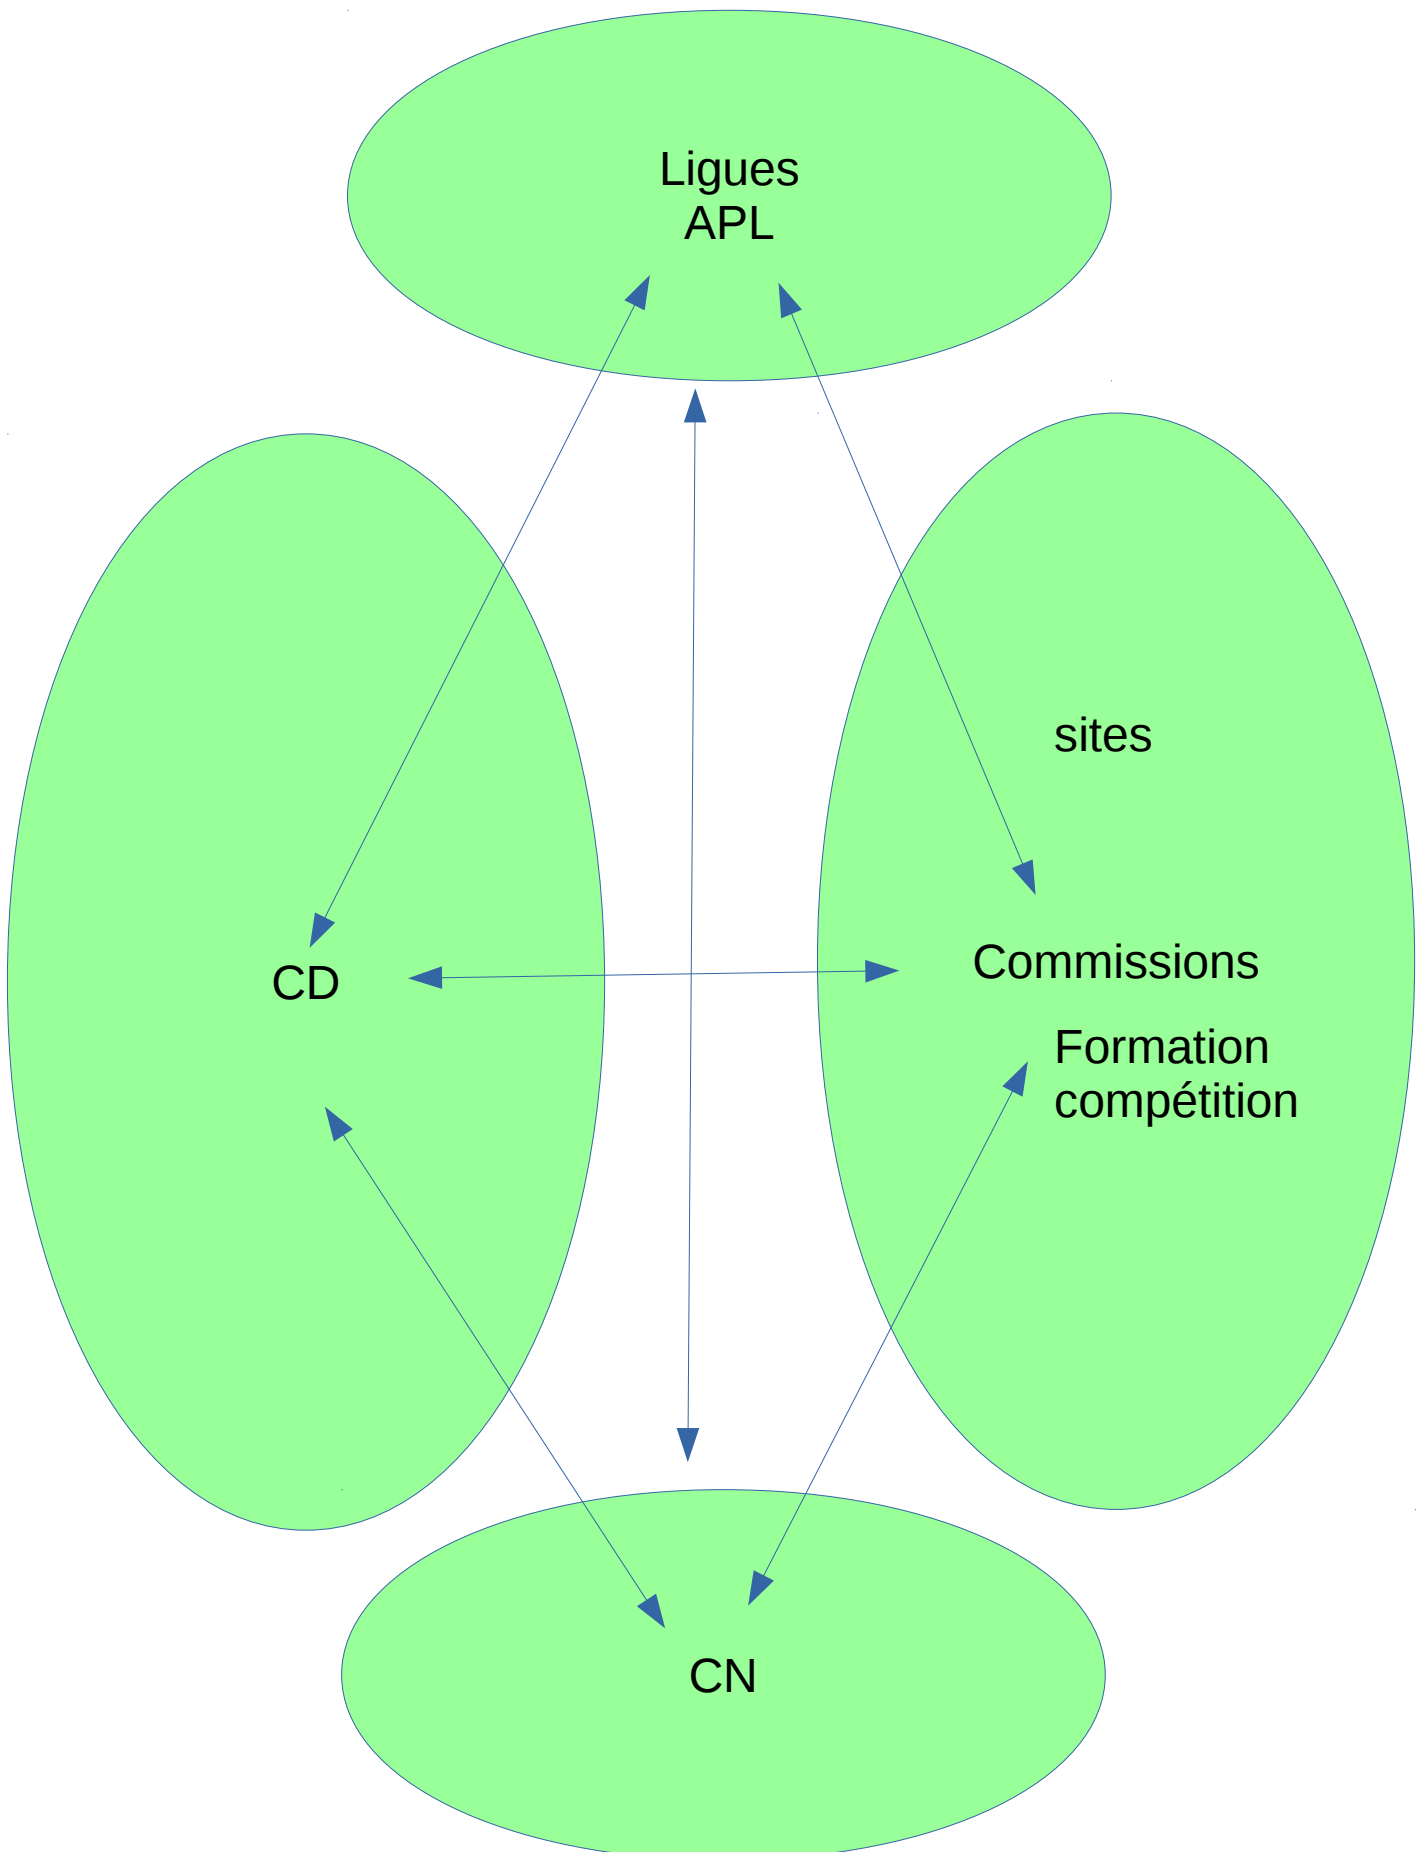 Ligues
APL
sites
CD
Commissions
Formation
compétition
CN